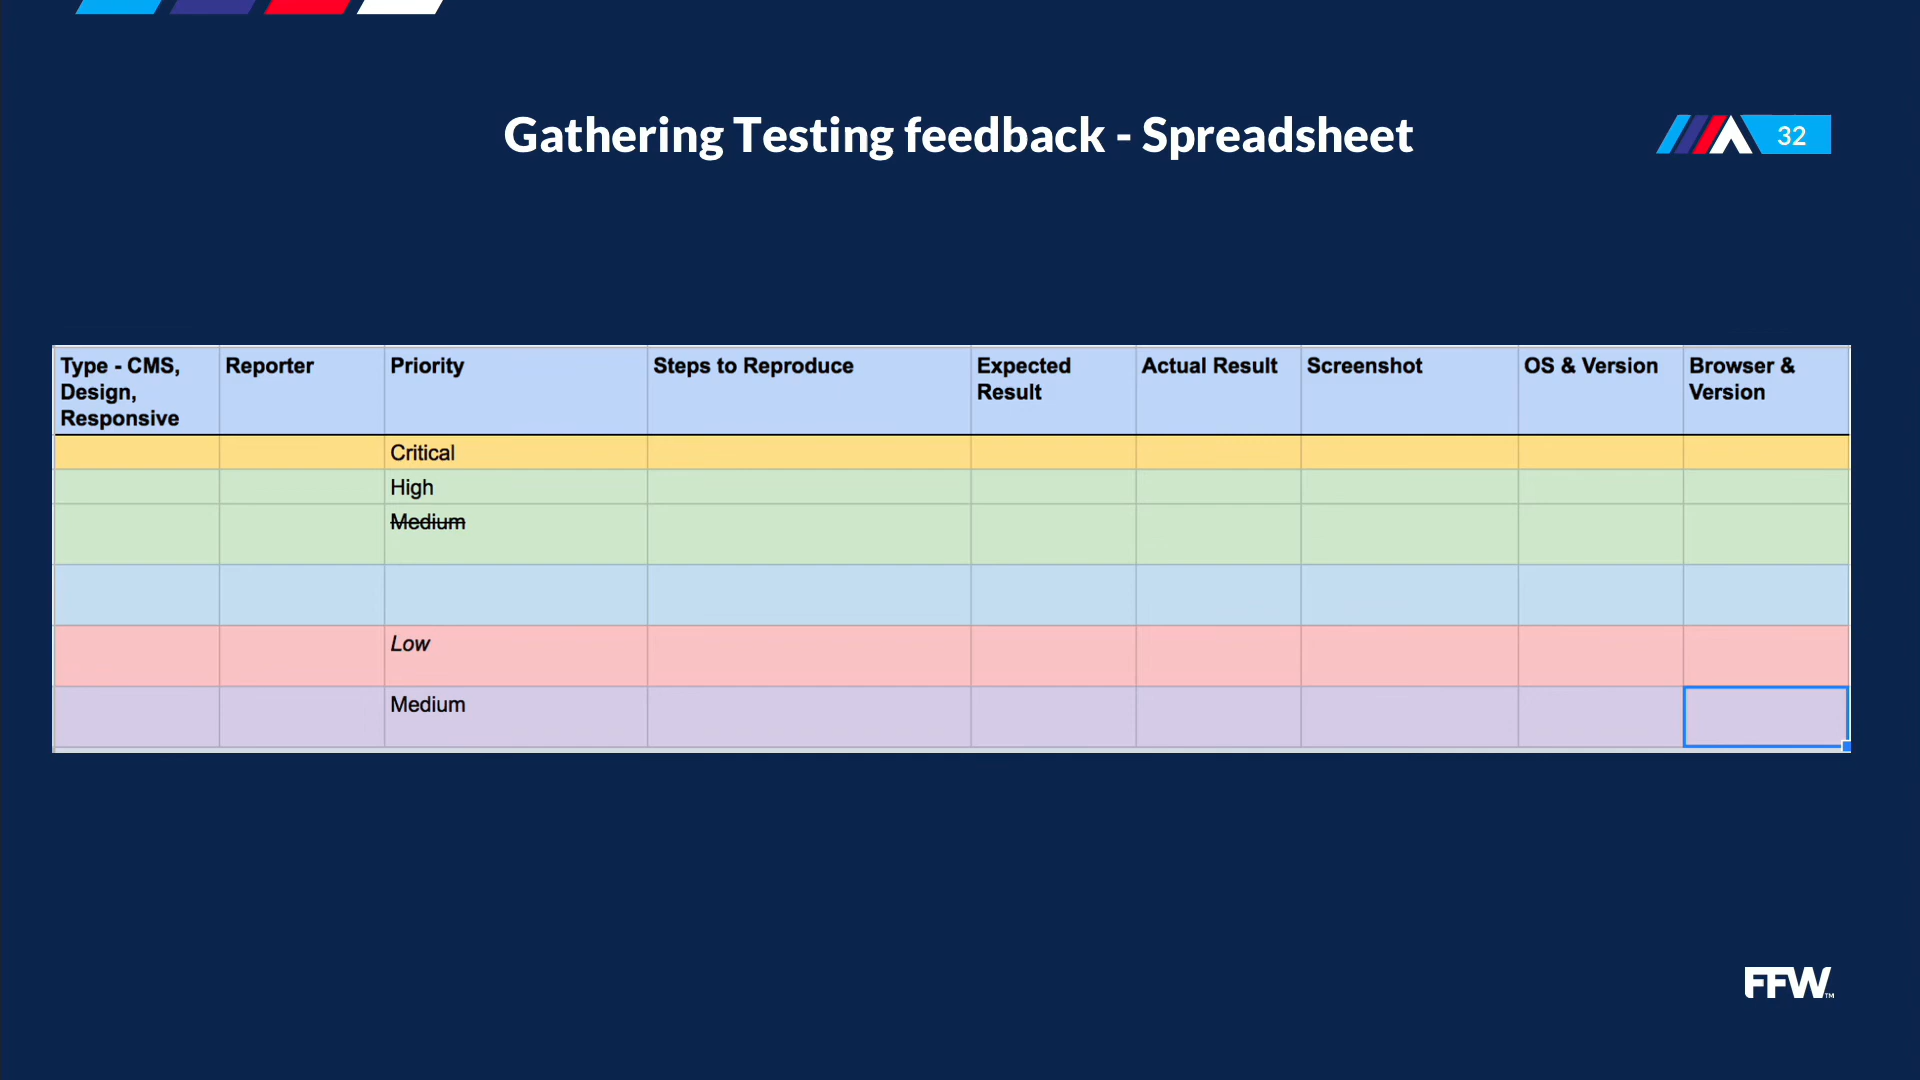 Gathering Testing feedback - Spreadsheet
32
Type - CMS, Design, Responsive
Reporter
Priority
Steps to Reproduce
Expected Result
Actual Result
Screenshot
OS & Version
Browser & Version
Critical
High
Medium
Low
Medium
FFW™